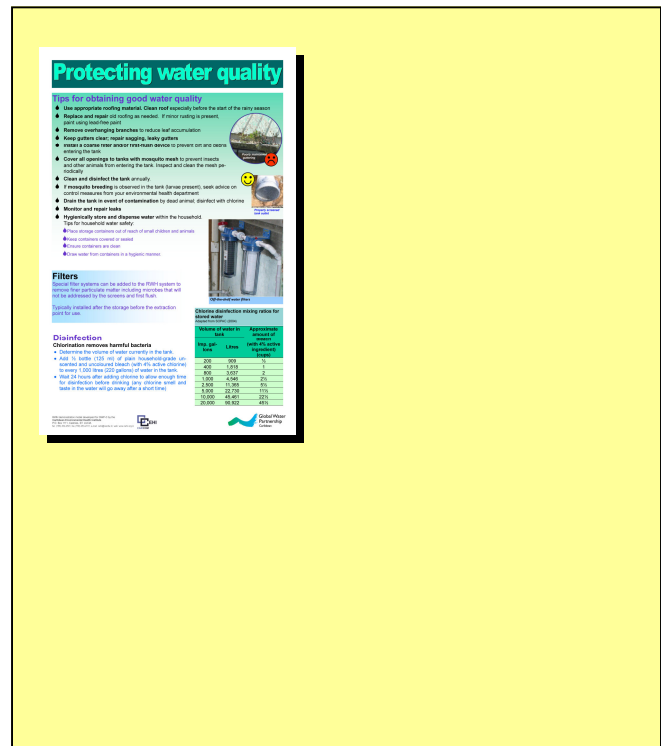 Protecting water quality
Tips for obtaining good water quality
Use appropriate roofing material. Clean roof especially before the start of the rainy season
Replace and repair old roofing as needed. If minor rusting is present,
paint using lead-free paint
Remove overhanging branches to reduce leaf accumulation
Keep gutters clear; repair sagging, leaky gutters
Install a coarse filter and/or first-flush device to prevent dirt and debris
entering the tank
Cover all openings to tanks with mosquito mesh to prevent insects
and other animals from entering the tank. Inspect and clean the mesh pe-
riodically
Clean and disinfect the tank annually.
If mosquito breeding is observed in the tank (larvae present), seek advice on
control measures from your environmental health department
Drain the tank in event of contamination by dead animal; disinfect with chlorine
Monitor and repair leaks
Hygienically store and dispense water within the household.
Tips for household water safety:
Place storage containers out of reach of small children and animals
Keep containers covered or sealed
Ensure containers are clean
Draw water from containers in a hygienic manner.
Poorly maintained
guttering
Properly screened
tank outlet
Off-the-shelf water filter
Filters
Special filter systems can be added to the RWH system to
remove finer particulate matter including microbes that will
not be addressed by the screens and first flush.
Typically installed after the storage before the extraction
point for use.
Disinfection
Chlorination removes harmful bacteria
Determine the volume of water currently in the tank.
Add ½ bottle (125 ml) of plain household-grade un-
scented and uncoloured bleach (with 4% active chlorine)
to every 1,000 litres (220 gallons) of water in the tank.
Wait 24 hours after adding chlorine to allow enough time
for disinfection before drinking (any chlorine smell and
taste in the water will go away after a short time)
Chlorine disinfection mixing ratios for
stored water
Volume of water in
tank
Approximate
amount of
bleach
(with 4% active
ingredient)
(cups)
Imp. gal-
lons
Litres
200 909 ½
400 1,818 1
800 3,637 2
1,000 4,546 2½
2,500 11,365 5½
5,000 22,730 11½
10,000 45,461 22½
20,000 90,922 45½
CEHI
Global Water
Partnership
Caribbean